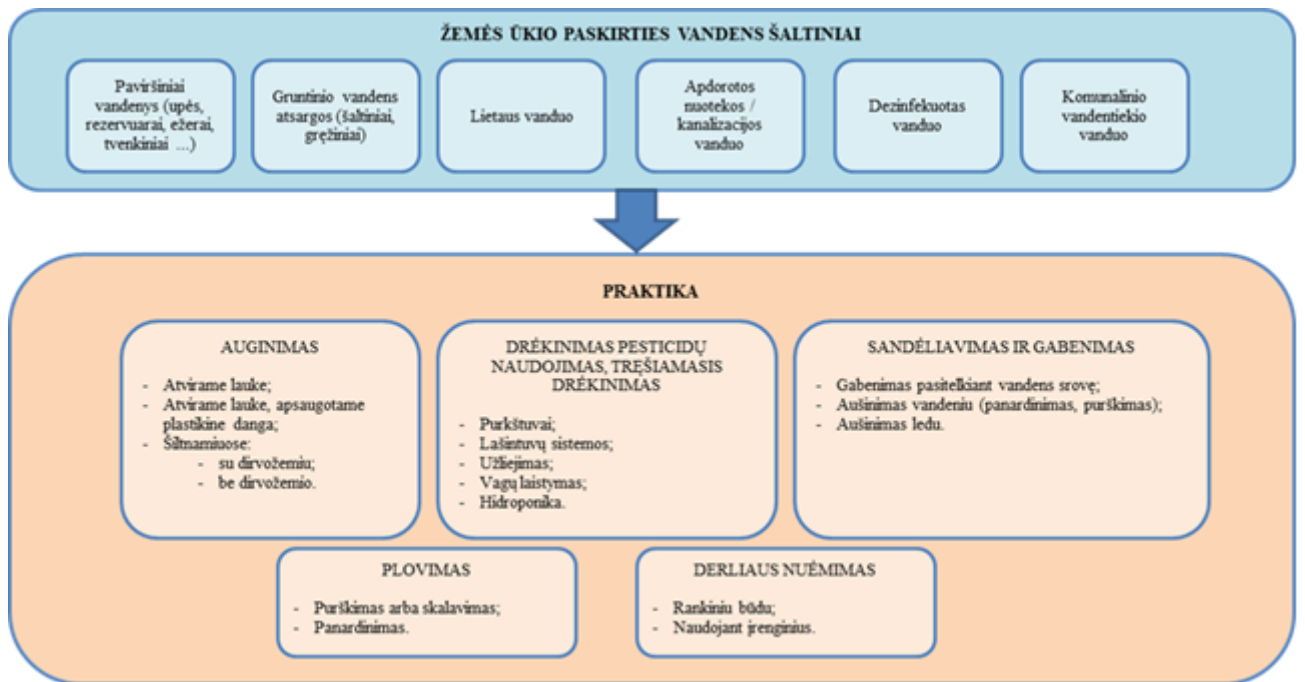 ŽEMĖS ŪKIO PASKIRTIES VANDENS ŠALTINIAI
Paviršiniai
vandenys (upės,
rezervuarai, ežerai,
tvenkiniai ...)
Gruntinio vandens
atsargos (šaltiniai,
gręžiniai)
Lietaus vanduo
Apdorotos
nuotekos /
kanalizacijos
vanduo
Dezinfekuotas
vanduo
Komunalinio
vandentiekio
vanduo
PRAKTIKA
AUGINIMAS
- Atvirame lauke;
- Atvirame lauke, apsaugotame
plastikine danga;
- Šiltnamiuose:
- su dirvožemiu;
- be dirvožemio.
DRĖKINIMAS PESTICIDŲ
NAUDOJIMAS, TRĘŠIAMASIS
DRĖKINIMAS
- Purkštuvai;
- Lašintuvų sistemos;
- Užliejimas;
- Vagų laistymas;
- Hidroponika.
SANDĖLIAVIMAS IR GABENIMAS
- Gabenimas pasitelkiant vandens srovę;
- Aušinimas vandeniu (panardinimas, purškimas);
- Aušinimas ledu.
PLOVIMAS
- Purškimas arba skalavimas;
- Panardinimas.
DERLIAUS NUĖMIMAS
- Rankiniu būdu;
- Naudojant įrenginius.